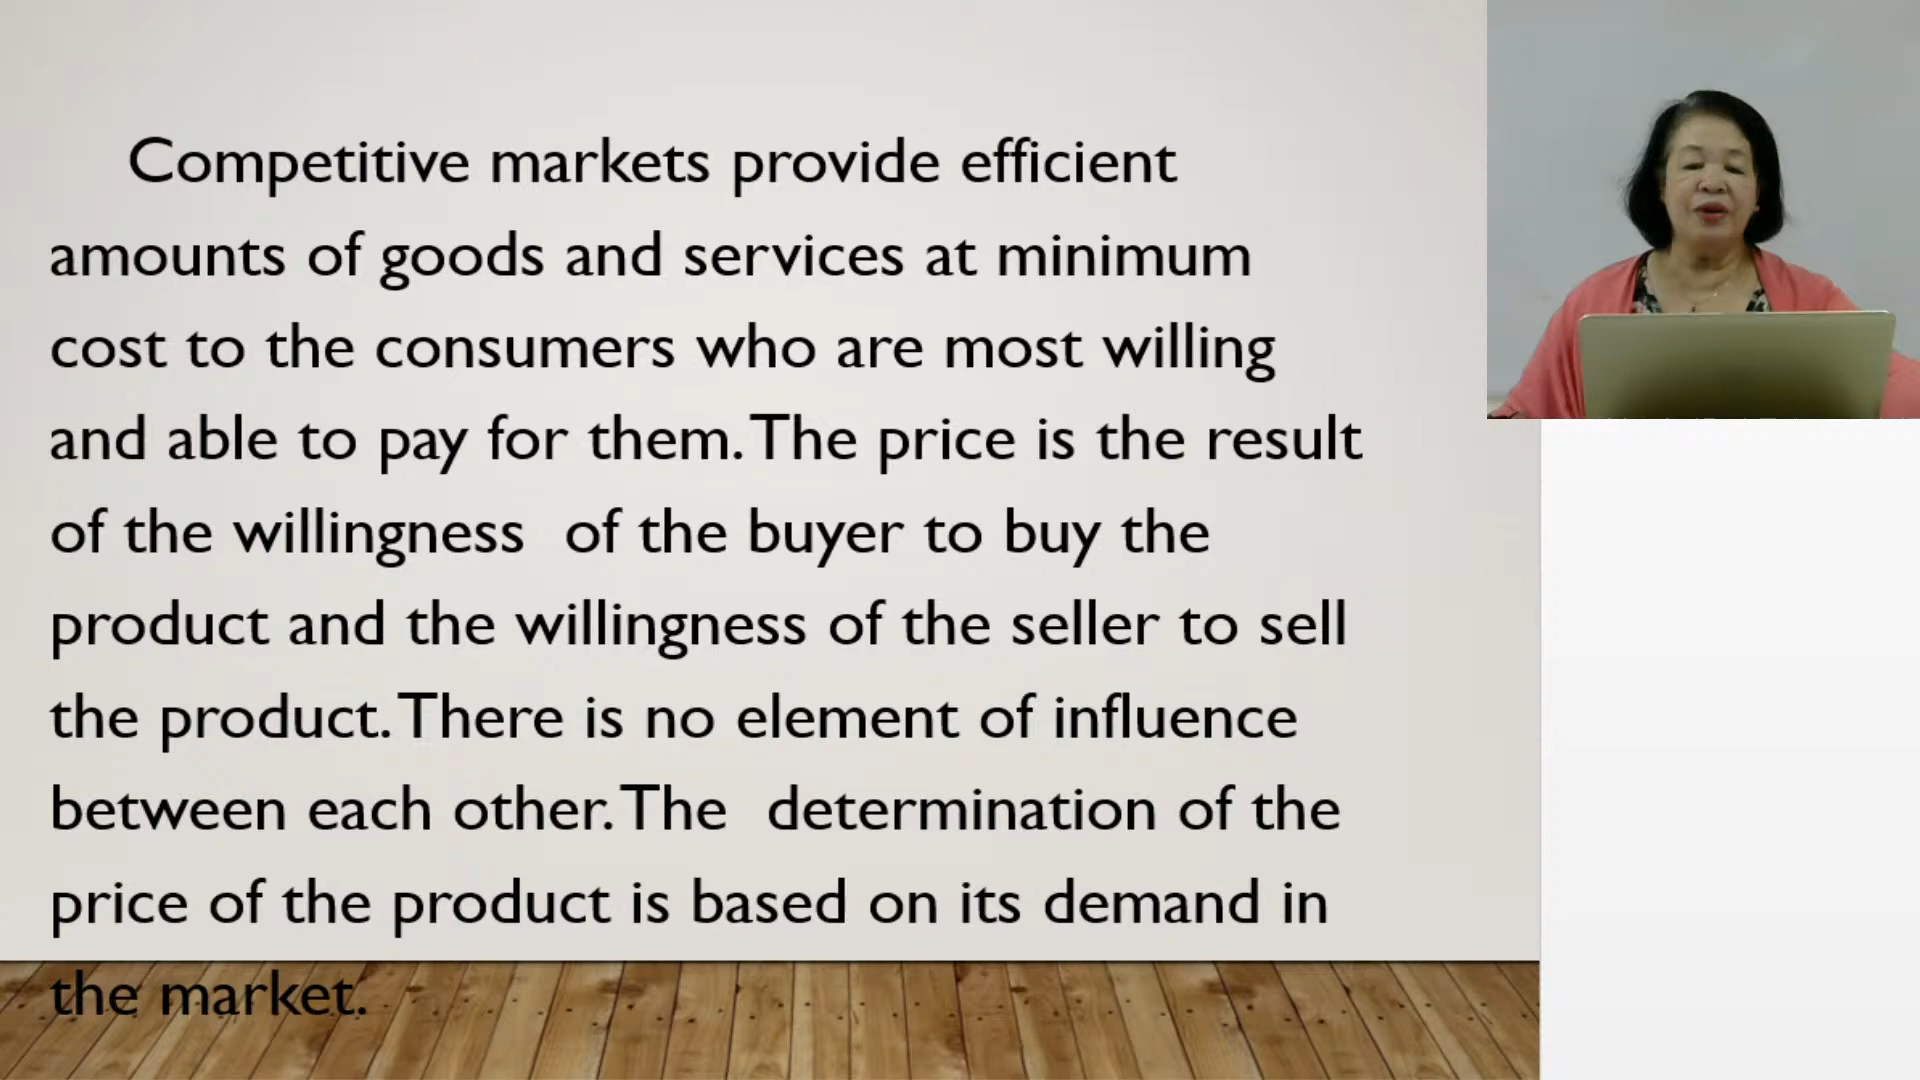 Competitive markets provide efficient
amounts of goods and services at minimum
cost to the consumers who are most willing
and able to pay for them. The price is the result
of the willingness of the buyer to buy the
product and the willingness of the seller to sell
the product. There is no element of influence
between each other. The determination of the
price of the product is based on its demand in
the market.